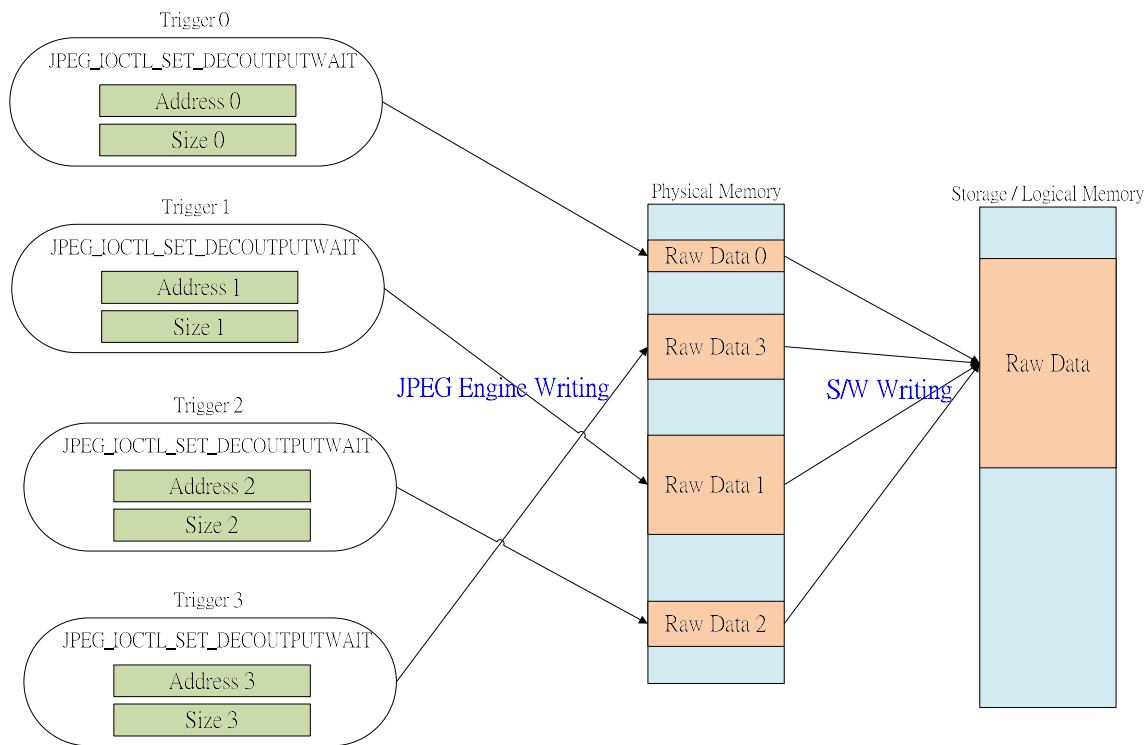 Trigger 0
JPEG_IOCTL_SET_DECOUTPUTWAIT
Address 0
Size 0
Trigger 1
JPEG_IOCTL_SET_DECOUTPUTWAIT
Address 1
Size 1
Trigger 2
JPEG_IOCTL_SET_DECOUTPUTWAIT
Address 2
Size 2
Trigger 3
JPEG_IOCTL_SET_DECOUTPUTWAIT
Address 3
Size 3
JPEG Engine Writing
Physical Memory
Raw Data 0
Raw Data 3
Raw Data 1
Raw Data 2
S/W Writing
Storage / Logical Memory
Raw Data